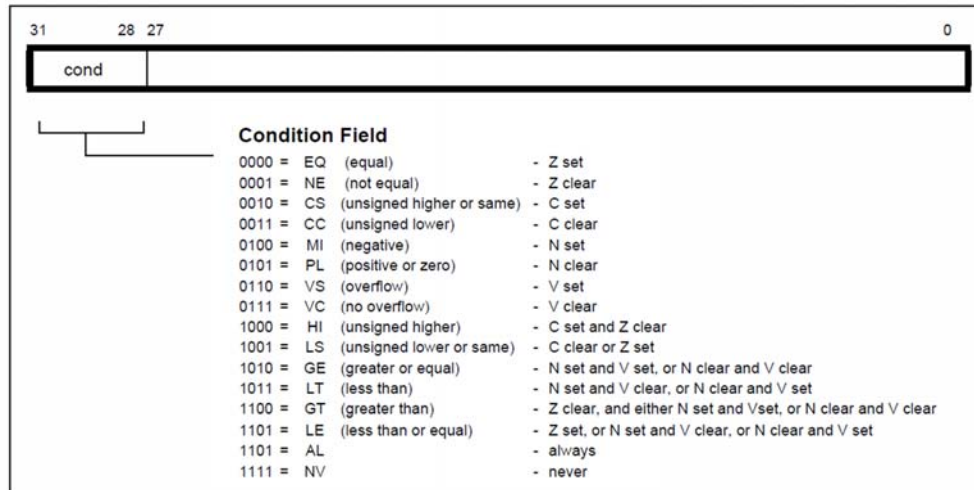 31 28 27 0
cond
Condition Field
0000 = EQ (equal) - Z set
0001 = NE (not equal) - Z clear
0010 = CS (unsigned higher or same) - C set
0011 = CC (unsigned lower) - C clear
0100 = MI (negative) - N set
0101 = PL (positive or zero) - N clear
0110 = VS (overflow) - V set
0111 = VC (no overflow) - V clear
1000 = HI (unsigned higher) - C set and Z clear
1001 = LS (unsigned lower or same) - C clear or Z set
1010 = GE (greater or equal) - N set and V set, or N clear and V clear
1011 = LT (less than) - N set and V clear, or N clear and V set
1100 = GT (greater than) - Z clear, and either N set and Vset, or N clear and V clear
1101 = LE (less than or equal) - Z set, or N set and V clear, or N clear and V set
1101 = AL - always
1111 = NV - never